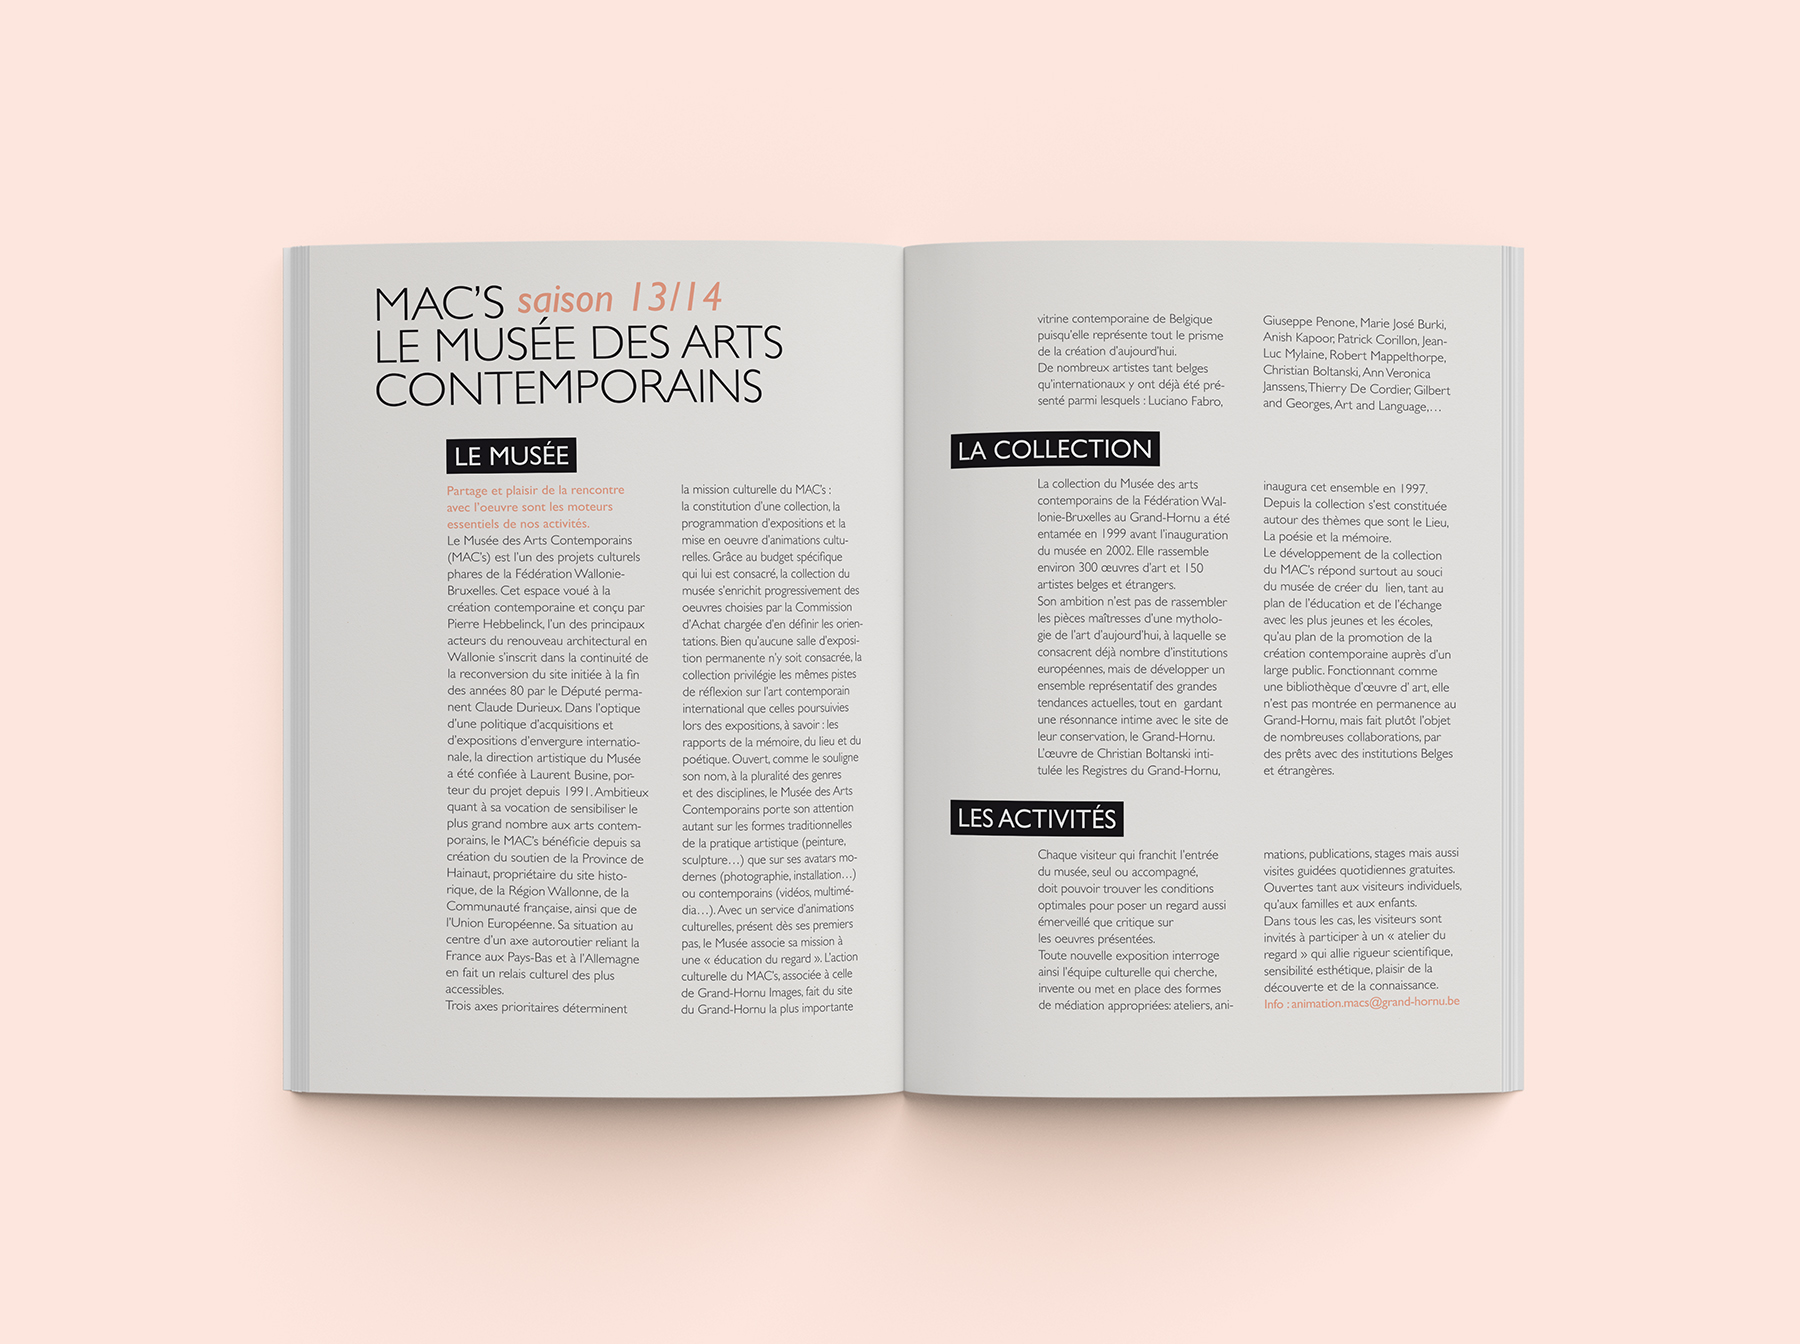 MAC'S saison 13/14
LE MUSÉE DES ARTS
CONTEMPORAINS
LE MUSÉE
Partage et plaisir de la rencontre
avec l'oeuvre sont les moteurs
essentiels de nos activités.
Le Musée des Arts Contemporains
(MAC's) est l'un des projets culturels
phares de la Fédération Wallonie-
Bruxelles. Cet espace voué à la
création contemporaine et conçu par
Pierre Hebbelinck, l'un des principaux
acteurs du renouveau architectural en
Wallonie s'inscrit dans la continuité de
la reconversion du site initiée à la fin
des années 80 par le Député perma-
nent Claude Durieux. Dans l'optique
d'une politique d'acquisitions et
d'expositions d'envergure internatio-
nale, la direction artistique du Musée
a été confiée à Laurent Busine, por-
teur du projet depuis 1991. Ambitieux
quant à sa vocation de sensibiliser le
plus grand nombre aux arts contem-
porains, le MAC's bénéficie depuis sa
création du soutien de la Province de
Hainaut, propriétaire du site histo-
rique, de la Région Wallonne, de la
Communauté française, ainsi que de
l'Union Européenne. Sa situation au
centre d'un axe autoroutier reliant la
France aux Pays-Bas et à l'Allemagne
en fait un relais culturel des plus
accessibles.
Trois axes prioritaires déterminent
la mission culturelle du MAC's :
la constitution d'une collection, la
programmation d'expositions et la
mise en oeuvre d'animations cultu-
relles. Grâce au budget spécifique
qui lui est consacré, la collection du
musée s'enrichit progressivement des
oeuvres choisies par la Commission
d'Achat chargée d'en définir les orien-
tations. Bien qu'aucune salle d'exposi-
tion permanente n'y soit consacrée, la
collection privilégie les mêmes pistes
de réflexion sur l'art contemporain
international que celles poursuivies
lors des expositions, à savoir : les
rapports de la mémoire, du lieu et du
poétique. Ouvert, comme le souligne
son nom, à la pluralité des genres
et des disciplines, le Musée des Arts
Contemporains porte son attention
autant sur les formes traditionnelles
de la pratique artistique (peinture,
sculpture…) que sur ses avatars mo-
dernes (photographie, installation…)
ou contemporains (vidéos, multimé-
dia…). Avec un service d'animations
culturelles, présent dès ses premiers
pas, le Musée associe sa mission à
une « éducation du regard ». L'action
culturelle du MAC's, associée à celle
de Grand-Hornu Images, fait du site
du Grand-Hornu la plus importante
vitrine contemporaine de Belgique
puisqu'elle représente tout le prisme
de la création d'aujourd'hui.
De nombreux artistes tant belges
qu'internationaux y ont déjà été pré-
senté parmi lesquels : Luciano Fabro,
Giuseppe Penone, Marie José Burki,
Anish Kapoor, Patrick Corillon, Jean-
Luc Mylaine, Robert Mappelthorpe,
Christian Boltanski, Ann Veronica
Janssens, Thierry De Cordier, Gilbert
and Georges, Art and Language,…
LA COLLECTION
La collection du Musée des arts
contemporains de la Fédération Wal-
lonie-Bruxelles au Grand-Hornu a été
entamée en 1999 avant l'inauguration
du musée en 2002. Elle rassemble
environ 300 œuvres d'art et 150
artistes belges et étrangers.
Son ambition n'est pas de rassembler
les pièces maîtresses d'une mytholo-
gie de l'art d'aujourd'hui, à laquelle se
consacrent déjà nombre d'institutions
européennes, mais de développer un
ensemble représentatif des grandes
tendances actuelles, tout en gardant
une résonnance intime avec le site de
leur conservation, le Grand-Hornu.
L'œuvre de Christian Boltanski inti-
tulée les Registres du Grand-Hornu,
inaugura cet ensemble en 1997.
Depuis la collection s'est constituée
autour des thèmes que sont le Lieu,
La poésie et la mémoire.
Le développement de la collection
du MAC's répond surtout au souci
du musée de créer du lien, tant au
plan de l'éducation et de l'échange
avec les plus jeunes et les écoles,
qu'au plan de la promotion de la
création contemporaine auprès d'un
large public. Fonctionnant comme
une bibliothèque d'œuvre d' art, elle
n'est pas montrée en permanence au
Grand-Hornu, mais fait plutôt l'objet
de nombreuses collaborations, par
des prêts avec des institutions Belges
et étrangères.
LES ACTIVITÉS
Chaque visiteur qui franchit l'entrée
du musée, seul ou accompagné,
doit pouvoir trouver les conditions
optimales pour poser un regard aussi
émerveillé que critique sur
les oeuvres présentées.
Toute nouvelle exposition interroge
ainsi l'équipe culturelle qui cherche,
invente ou met en place des formes
de médiation appropriées: ateliers, ani-
mations, publications, stages mais aussi
visites guidées quotidiennes gratuites.
Ouvertes tant aux visiteurs individuels,
qu'aux familles et aux enfants.
Dans tous les cas, les visiteurs sont
invités à participer à un « atelier du
regard » qui allie rigueur scientifique,
sensibilité esthétique, plaisir de la
découverte et de la connaissance.
Info : animation.macs@grand-hornu.be